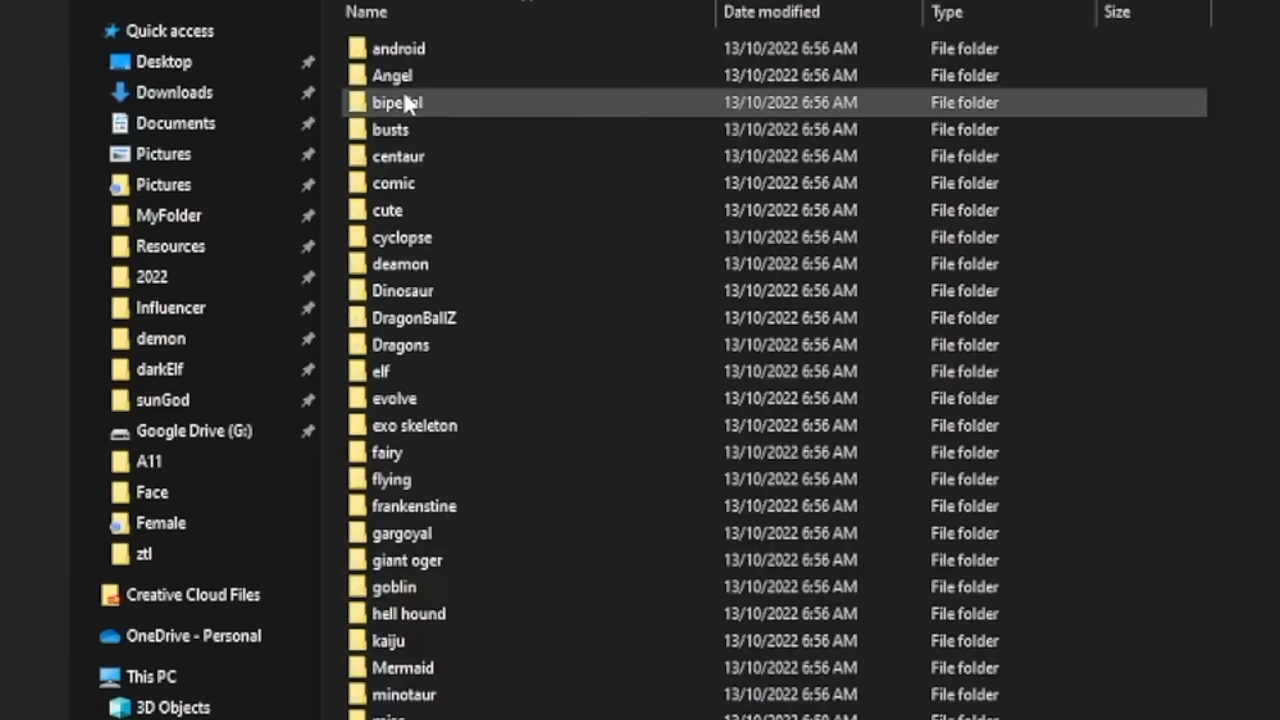 Name Date modified Type Size
Quick access
Desktop
Downloads
Documents
Pictures
Pictures
MyFolder
Resources
2022
Influencer
demon
darkElf
sunGod
Google Drive (G:)
A11
Face
Female
ztl
Creative Cloud Files
OneDrive - Personal
This PC
3D Objects
android 13/10/2022 6:56 AM File folder
Angel 13/10/2022 6:56 AM File folder
13/10/2022 6:56 AM File folder
busts 13/10/2022 6:56 AM File folder
centaur 13/10/2022 6:56 AM File folder
comic 13/10/2022 6:56 AM File folder
cute 13/10/2022 6:56 AM File folder
cyclopse 13/10/2022 6:56 AM File folder
deamon 13/10/2022 6:56 AM File folder
Dinosaur 13/10/2022 6:56 AM File folder
DragonBallZ 13/10/2022 6:56 AM File folder
Dragons 13/10/2022 6:56 AM File folder
elf 13/10/2022 6:56 AM File folder
evolve 13/10/2022 6:56 AM File folder
exo skeleton 13/10/2022 6:56 AM File folder
fairy 13/10/2022 6:56 AM File folder
flying 13/10/2022 6:56 AM File folder
frankenstine 13/10/2022 6:56 AM File folder
gargoyal 13/10/2022 6:56 AM File folder
giant oger 13/10/2022 6:56 AM File folder
goblin 13/10/2022 6:56 AM File folder
hell hound 13/10/2022 6:56 AM File folder
kaiju 13/10/2022 6:56 AM File folder
Mermaid 13/10/2022 6:56 AM File folder
minotaur 13/10/2022 6:56 AM File folder